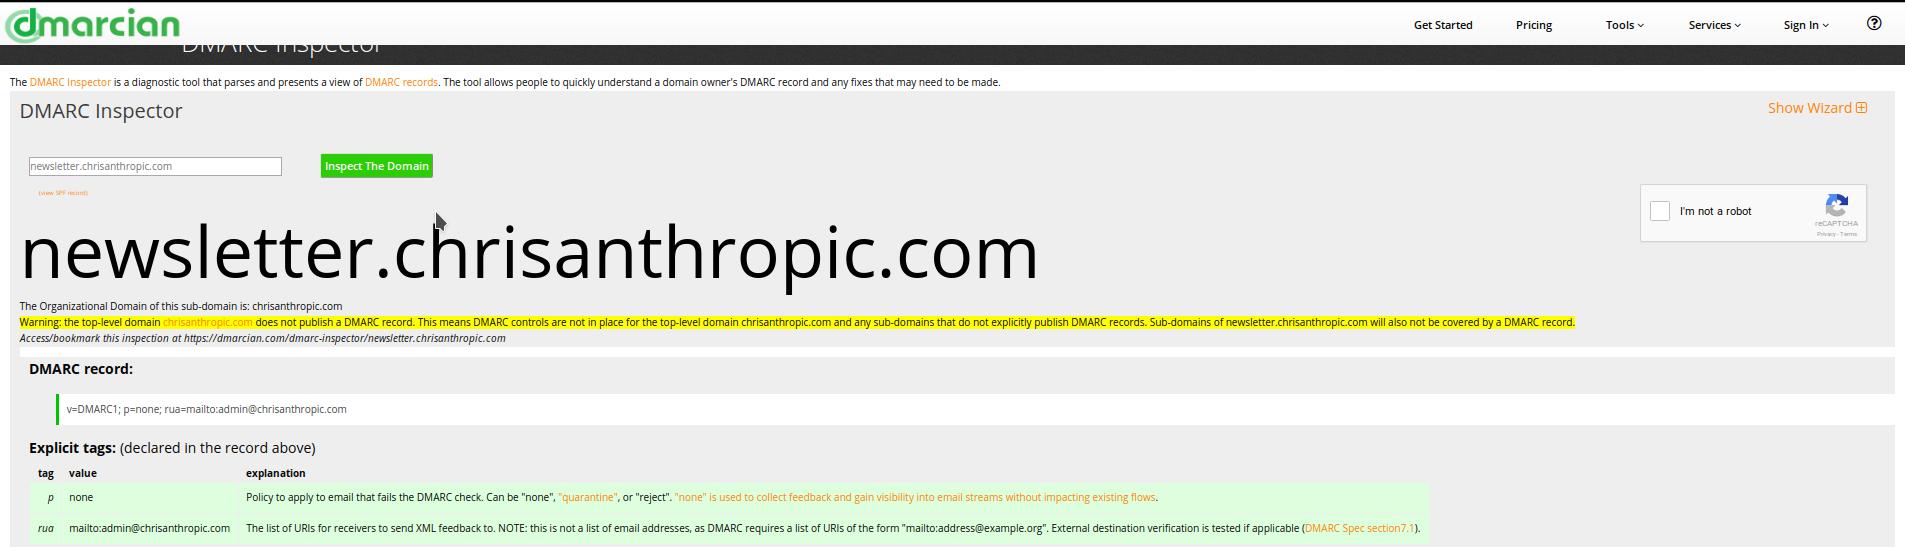 dmarcian
Get Started Pricing Tools Services Sign In
DMARC Inspector
The DMARC Inspector is a diagnostic tool that parses and presents a view of DMARC records. The tool allows people to quickly understand a domain owner's DMARC record and any fixes that may need to be made.
DMARC Inspector
Show Wizard
newsletter.chrisanthropic.com
Inspect The Domain
(view SPF record)
I'm not a robot
reCAPTCHA
Privacy - Terms
newsletter.chrisanthropic.com
The Organizational Domain of this sub-domain is: chrisanthropic.com
Warning: the top-level domain chrisanthropic.com does not publish a DMARC record. This means DMARC controls are not in place for the top-level domain chrisanthropic.com and any sub-domains that do not explicitly publish DMARC records. Sub-domains of newsletter.chrisanthropic.com will also not be covered by a DMARC record.
Access/bookmark this inspection at https://dmarcian.com/dmarc-inspector/newsletter.chrisanthropic.com
DMARC record:
v=DMARC1; p=none; rua=mailto:admin@chrisanthropic.com
Explicit tags: (declared in the record above)
tag value explanation
p none Policy to apply to email that fails the DMARC check. Can be "none", "quarantine", or "reject". "none" is used to collect feedback and gain visibility into email streams without impacting existing flows.
rua mailto:admin@chrisanthropic.com The list of URIs for receivers to send XML feedback to. NOTE: this is not a list of email addresses, as DMARC requires a list of URIs of the form "mailto:address@example.org". External destination verification is tested if applicable (DMARC Spec section7.1).